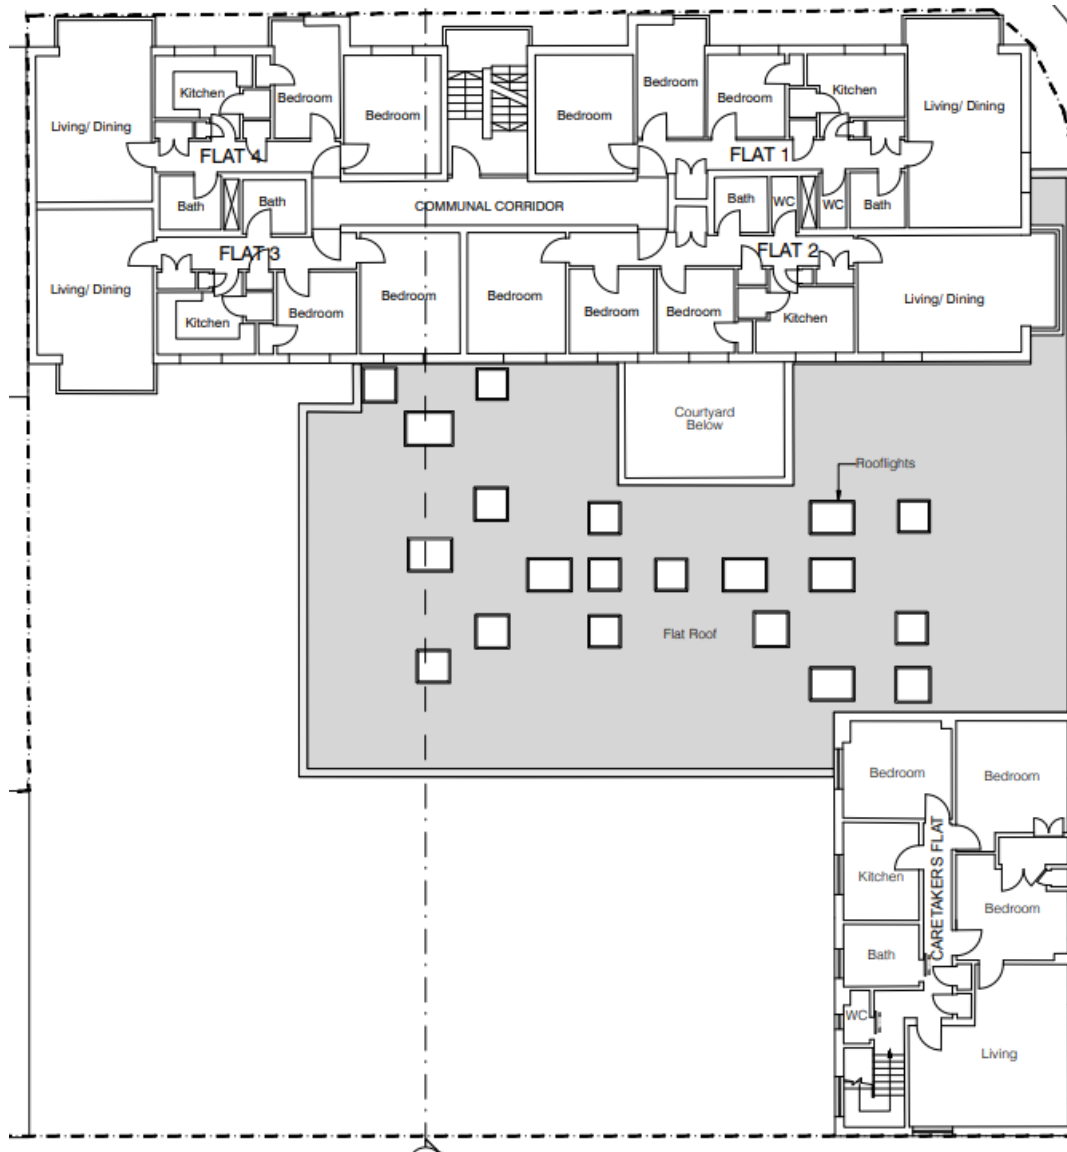 Living/ Dining
Kitchen
Bedroom
Bedroom
Bedroom
Bedroom
Bedroom
Kitchen
Living/ Dining
FLAT 4
FLAT 1
Bath
Bath
COMMUNAL CORRIDOR
Bath
WC
WC
Bath
FLAT 3
FLAT 2
Living/ Dining
Kitchen
Bedroom
Bedroom
Bedroom
Bedroom
Bedroom
Kitchen
Living/ Dining
Courtyard
Below
Rooflights
Flat Roof
Bedroom
Bedroom
CARETAKERS FLAT
Kitchen
Bedroom
Bath
WC
Living